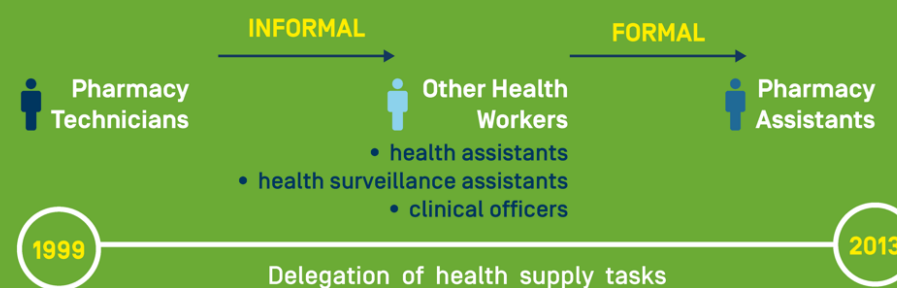 INFORMAL
FORMAL
Pharmacy
Technicians
Other Health
Workers
• health assistants
• health surveillance assistants
• clinical officers
Pharmacy
Assistants
1999
2013
Delegation of health supply tasks